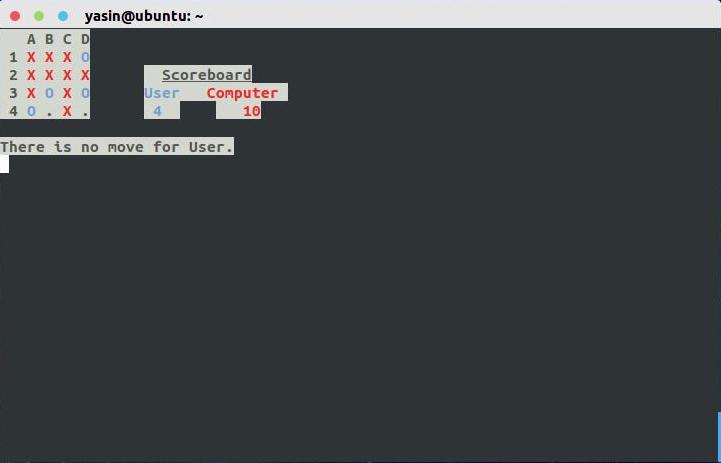 yasin@ubuntu: ~
A B C D
1 X X X O
2 X X X X Scoreboard
3 X O X O User Computer
4 O . X . 4 10
There is no move for User.